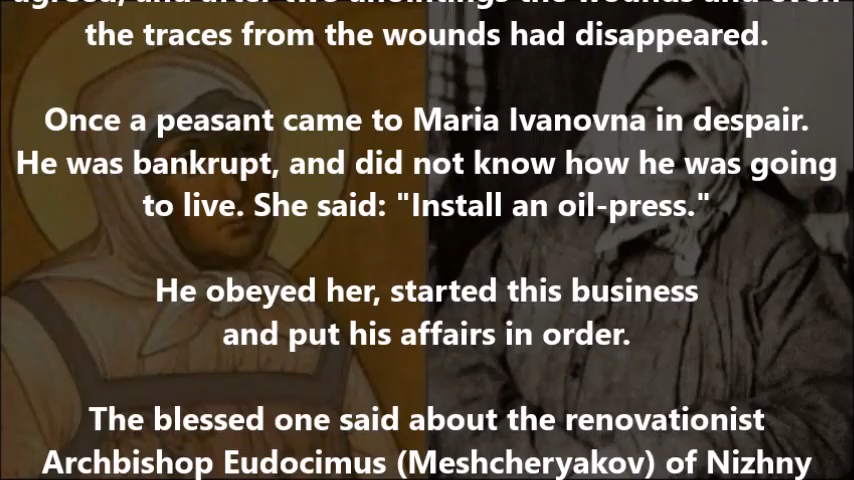 agreed, and after two anointings the wounds and even
the traces from the wounds had disappeared.
Once a peasant came to Maria Ivanovna in despair.
He was bankrupt, and did not know how he was going
to live. She said: "Install an oil-press."
He obeyed her, started this business
and put his affairs in order.
The blessed one said about the renovationist
Archbishop Eudocimus (Meshcheryakov) of Nizhny